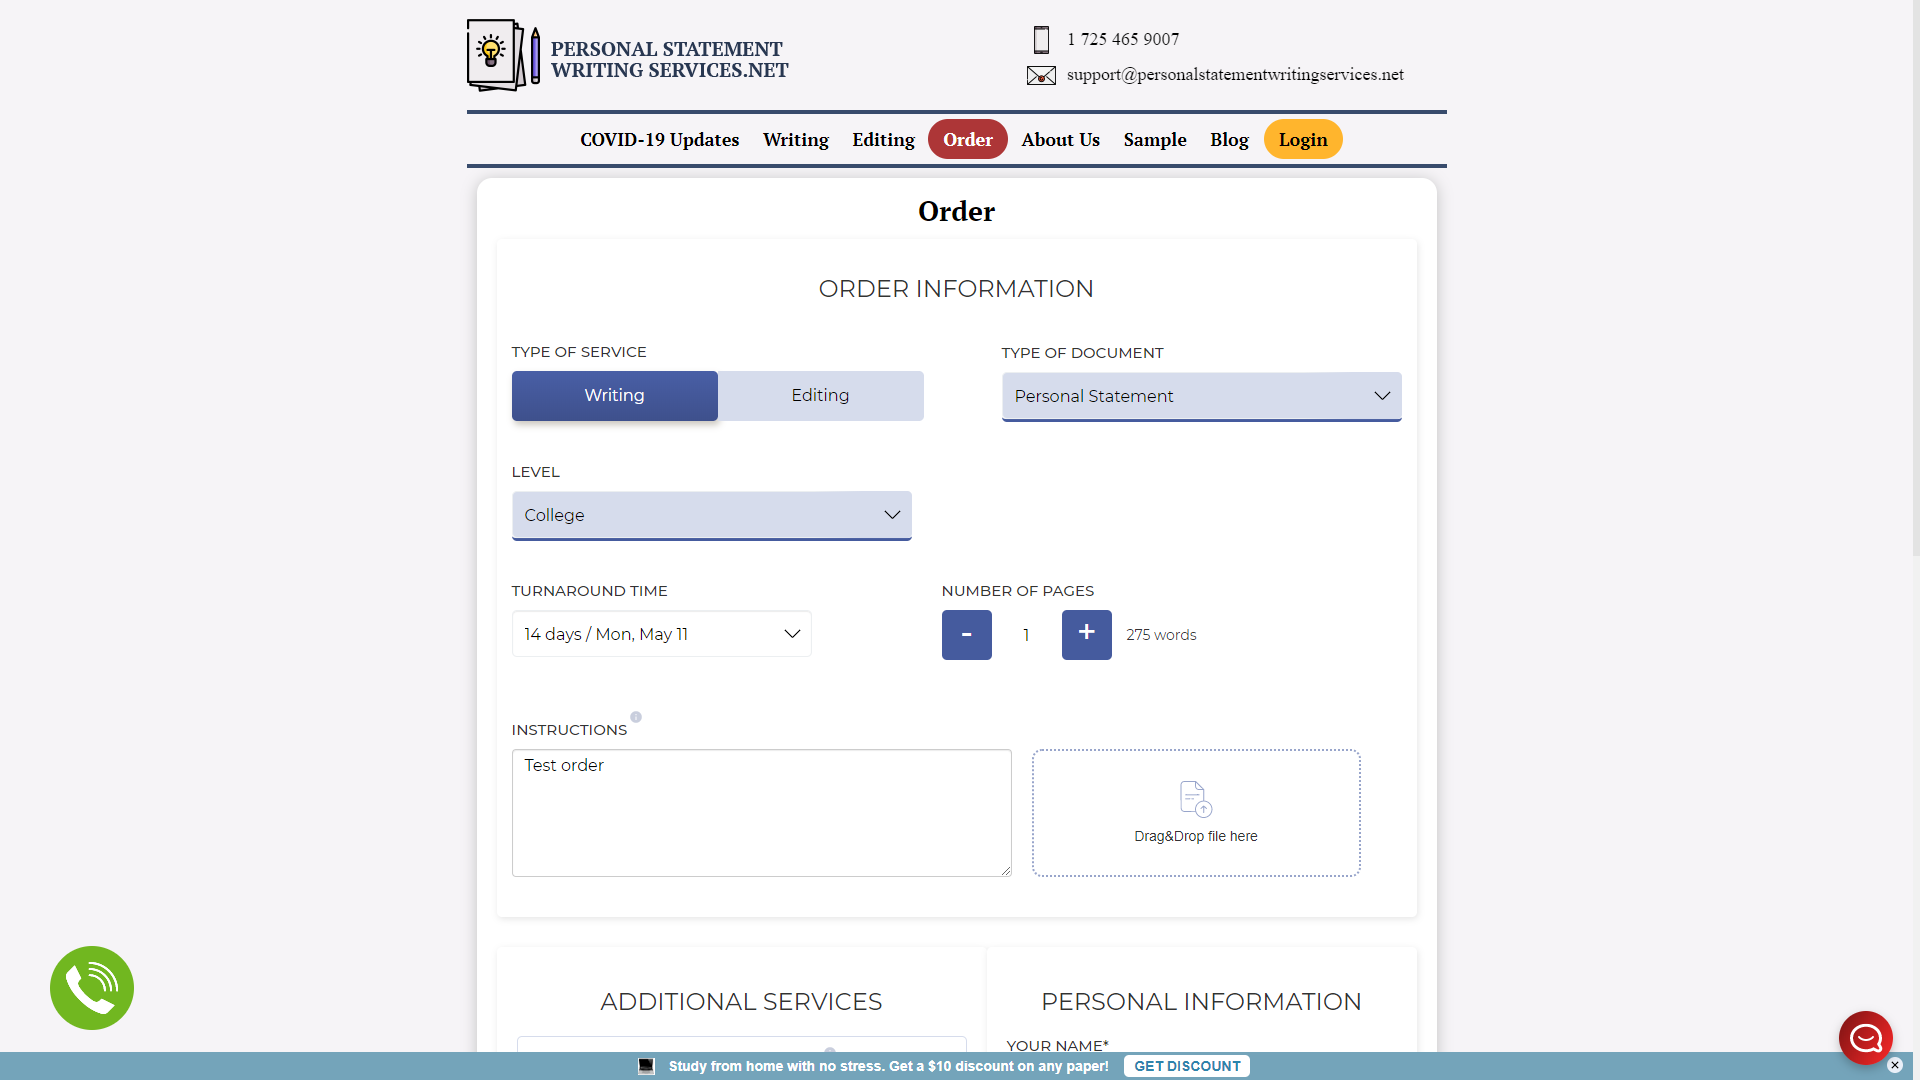 PERSONAL STATEMENT
WRITING SERVICES.NET
1 725 465 9007
support@personalstatementwritingservices.net
COVID-19 Updates Writing Editing Order About Us Sample Blog Login
Order
ORDER INFORMATION
TYPE OF SERVICE
TYPE OF DOCUMENT
Writing Editing
Personal Statement
LEVEL
College
TURNAROUND TIME
NUMBER OF PAGES
14 days / Mon, May 11
- 1 + 275 words
INSTRUCTIONS i
Test order
Drag&Drop file here
ADDITIONAL SERVICES
PERSONAL INFORMATION
YOUR NAME*
Study from home with no stress. Get a $10 discount on any paper! GET DISCOUNT